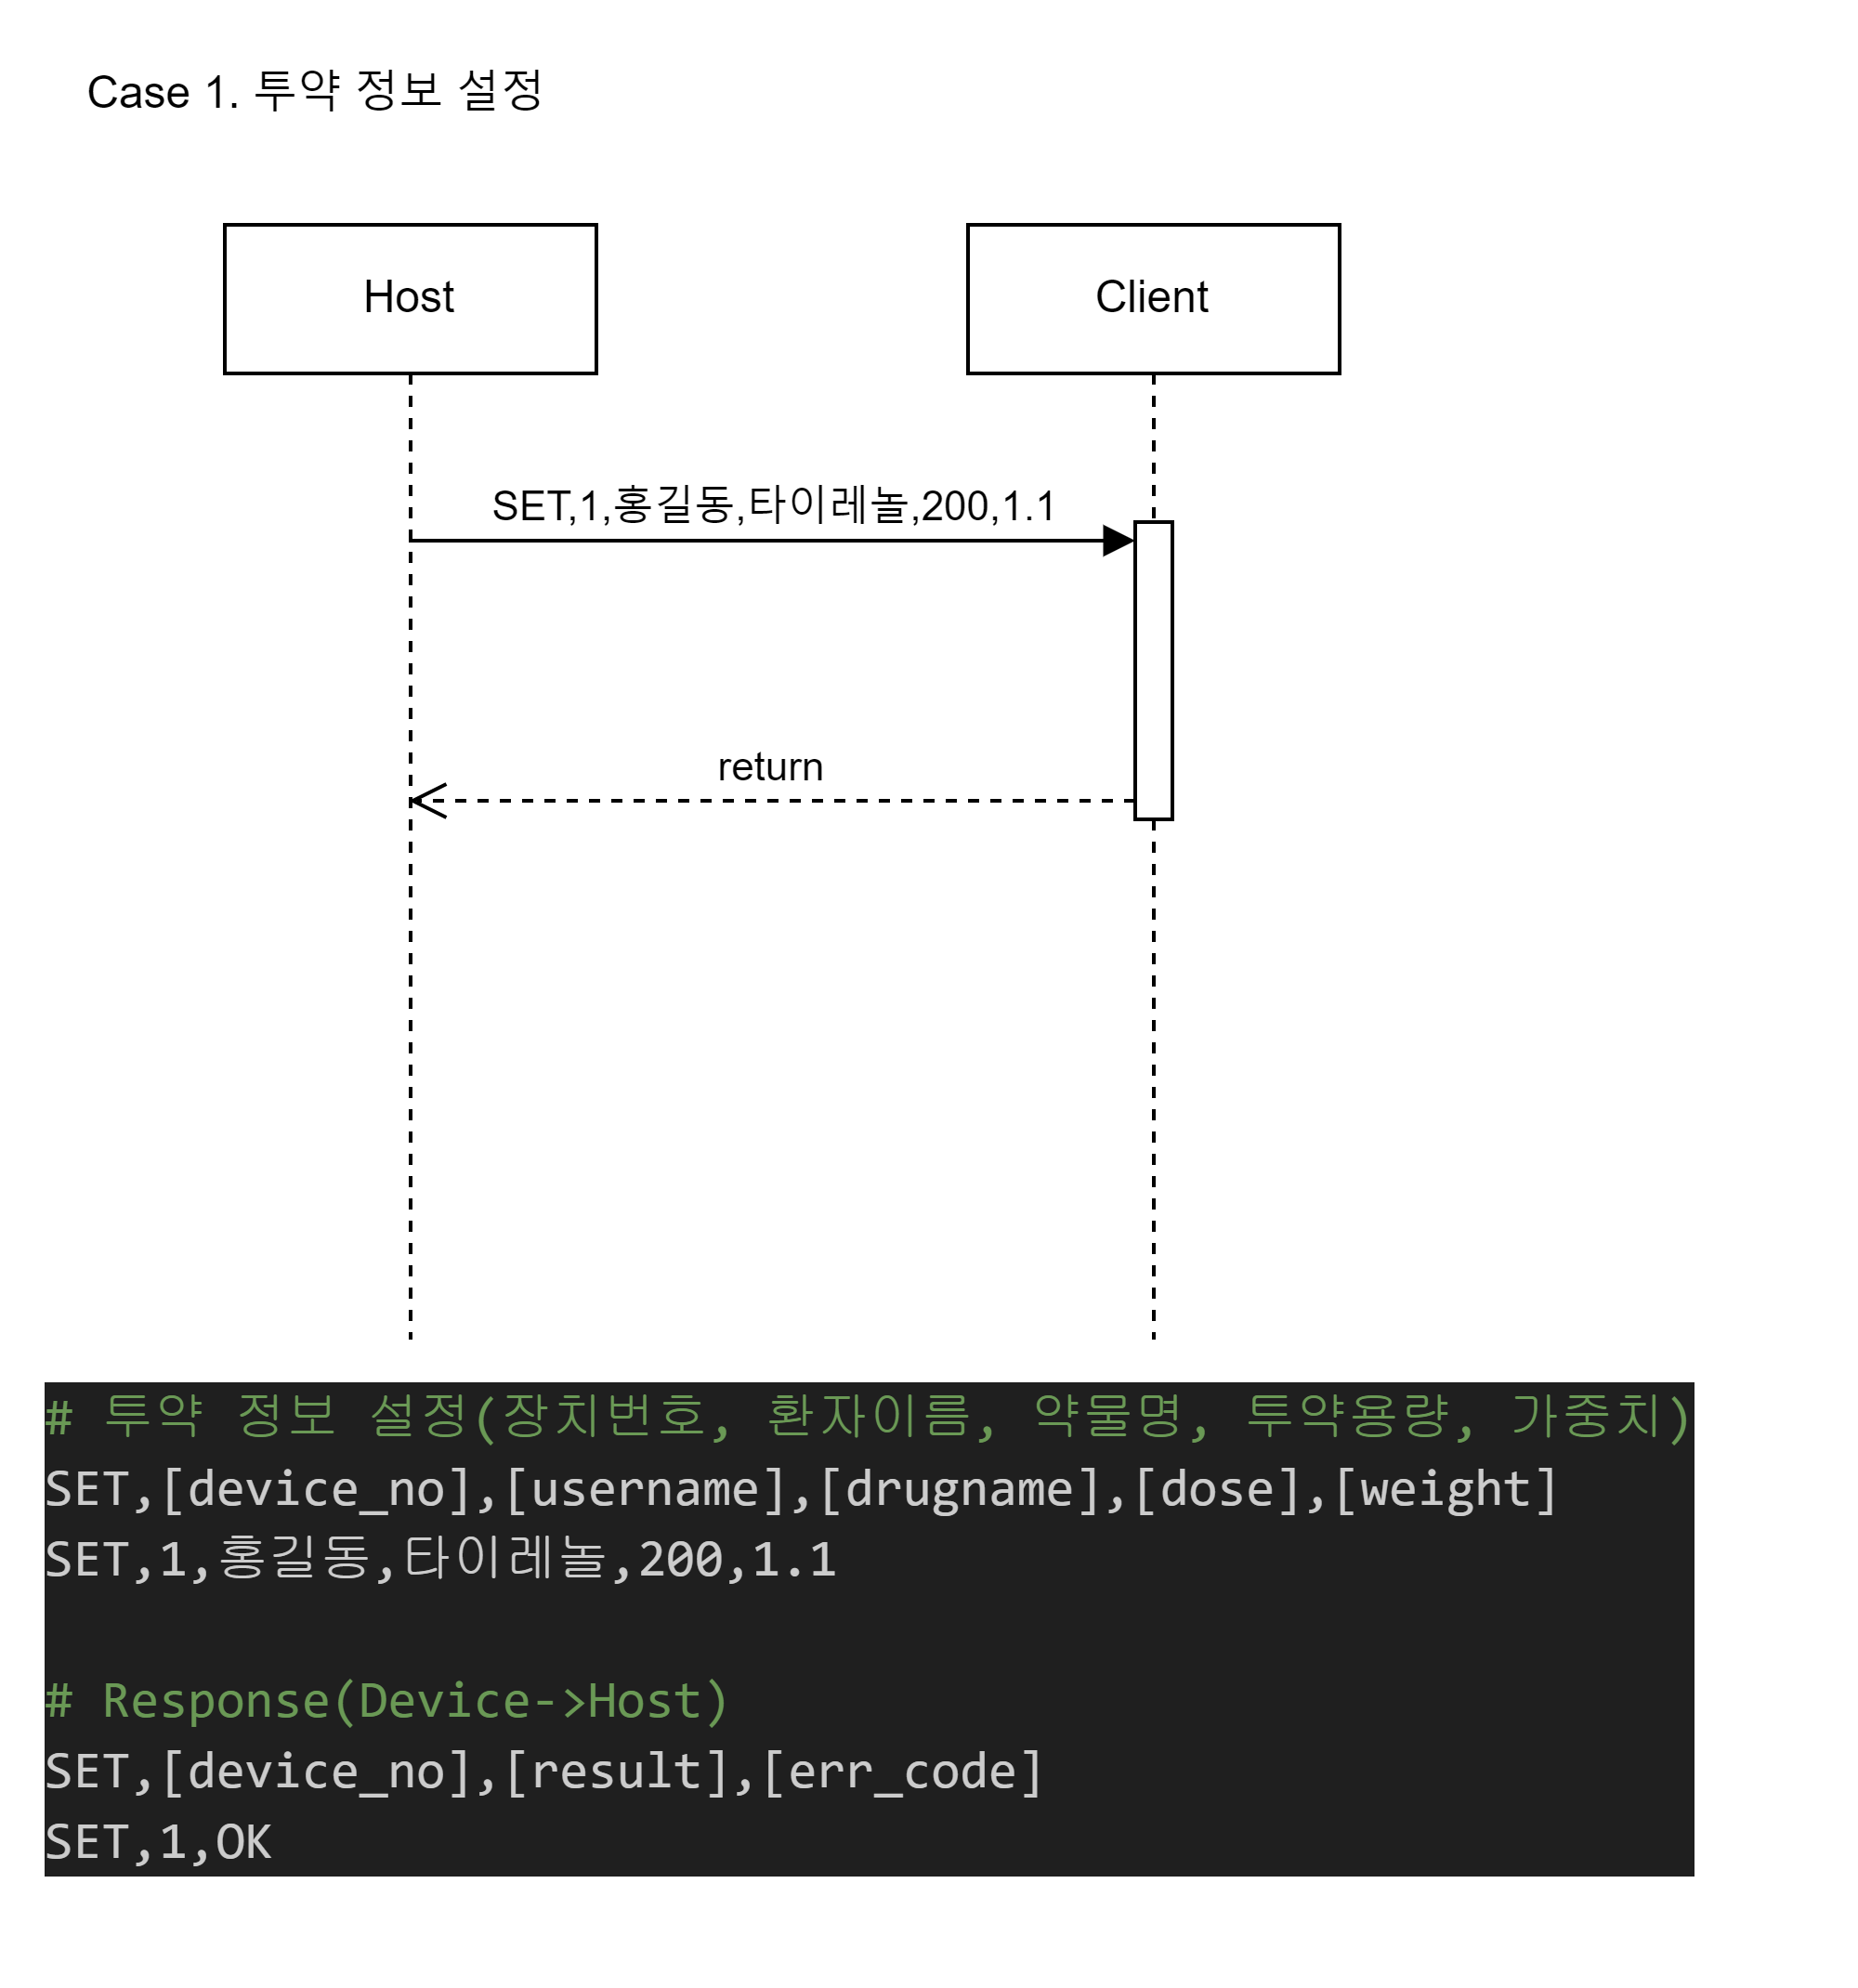 Case 1. 투약 정보 설정
Host
Client
SET,1,홍길동,타이레놀,200,1.1
return
# 투약 정보 설정(장치번호, 환자이름, 약물명, 투약용량, 가중치)
SET,[device_no],[username],[drugname],[dose],[weight]
SET,1,홍길동,타이레놀,200,1.1
# Response(Device->Host)
SET,[device_no],[result],[err_code]
SET,1,OK